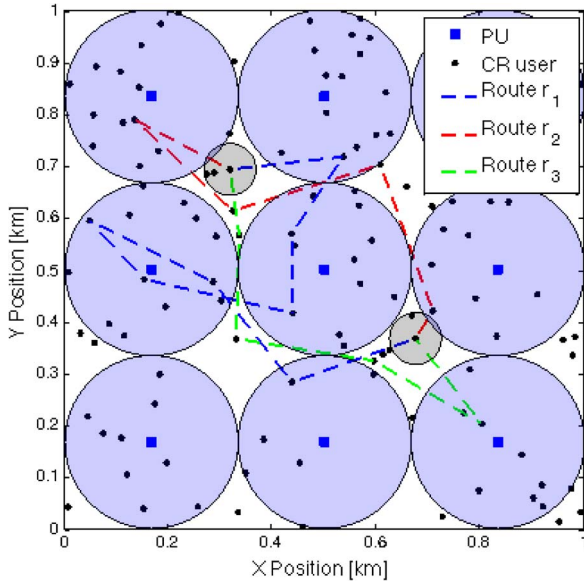 1
0.9
0.8
0.7
0.6
0.5
0.4
0.3
0.2
0.1
0
Y Position [km]
0
0.2
0.4
0.6
0.8
1
X Position [km]
PU
CR user
Route r1
Route r2
Route r3